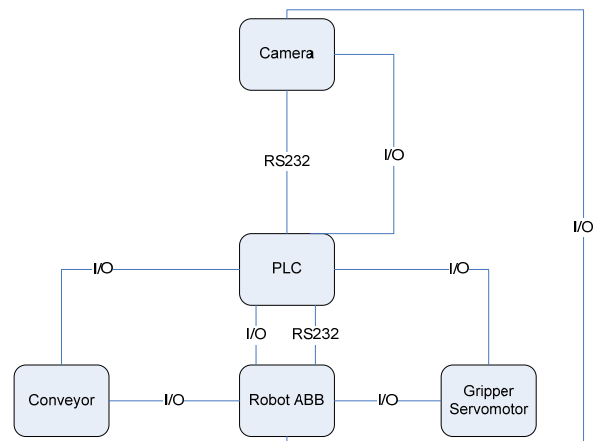 Camera
RS232
I/O
I/O
PLC
I/O
I/O
I/O
RS232
Conveyor
I/O
Robot ABB
I/O
Gripper
Servomotor